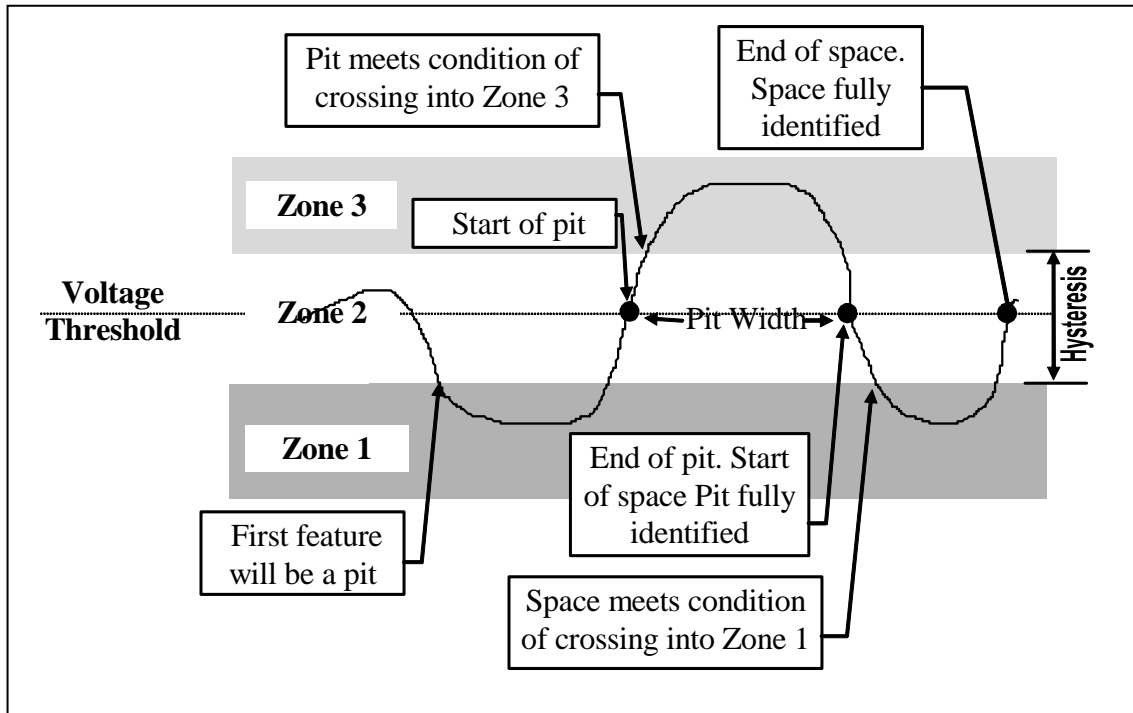 Pit meets condition of
crossing into Zone 3
End of space.
Space fully
identified
Zone 3
Start of pit
Voltage
Threshold
Zone 2
Pit Width
Hysteresis
Zone 1
End of pit. Start
of space Pit fully
identified
First feature
will be a pit
Space meets condition
of crossing into Zone 1